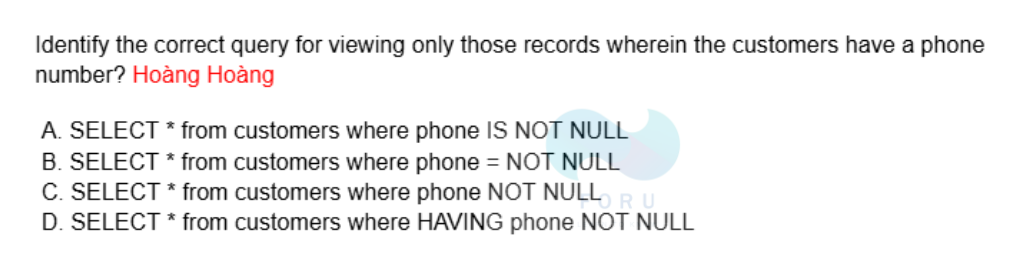 Identify the correct query for viewing only those records wherein the customers have a phone
number? Hoàng Hoàng
A. SELECT * from customers where phone IS NOT NULL
B. SELECT * from customers where phone = NOT NULL
C. SELECT * from customers where phone NOT NULL
FORU
D. SELECT * from customers where HAVING phone NOT NULL